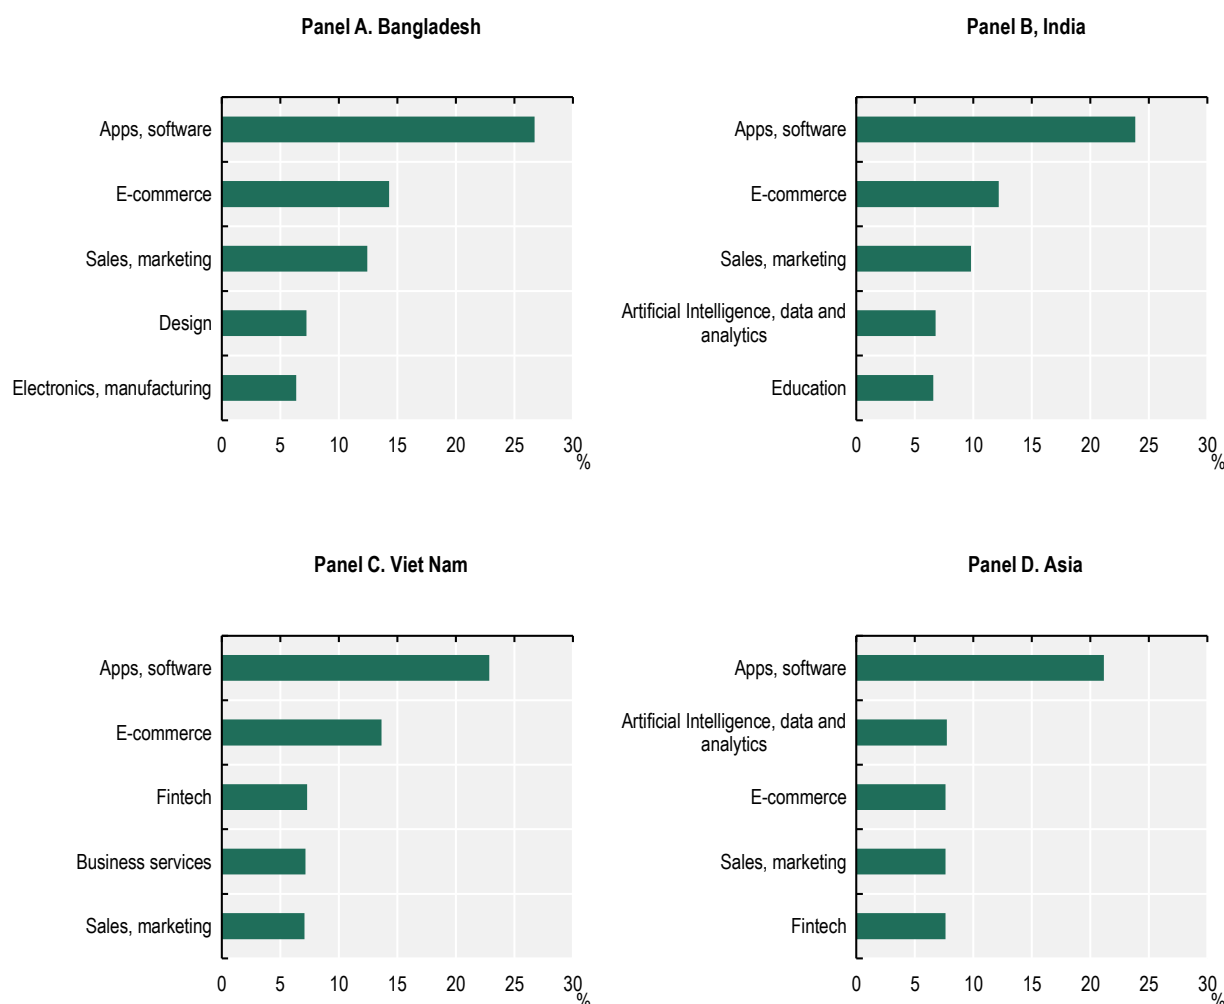 Panel A. Bangladesh
Apps, software
E-commerce
Sales, marketing
Design
Electronics, manufacturing
0 5 10 15 20 25 30
%
Panel B, India
Apps, software
E-commerce
Sales, marketing
Artificial Intelligence, data and
analytics
Education
0 5 10 15 20 25 30
%
Panel C. Viet Nam
Apps, software
E-commerce
Fintech
Business services
Sales, marketing
0 5 10 15 20 25 30
%
Panel D. Asia
Apps, software
Artificial Intelligence, data and
analytics
E-commerce
Sales, marketing
Fintech
0 5 10 15 20 25 30
%